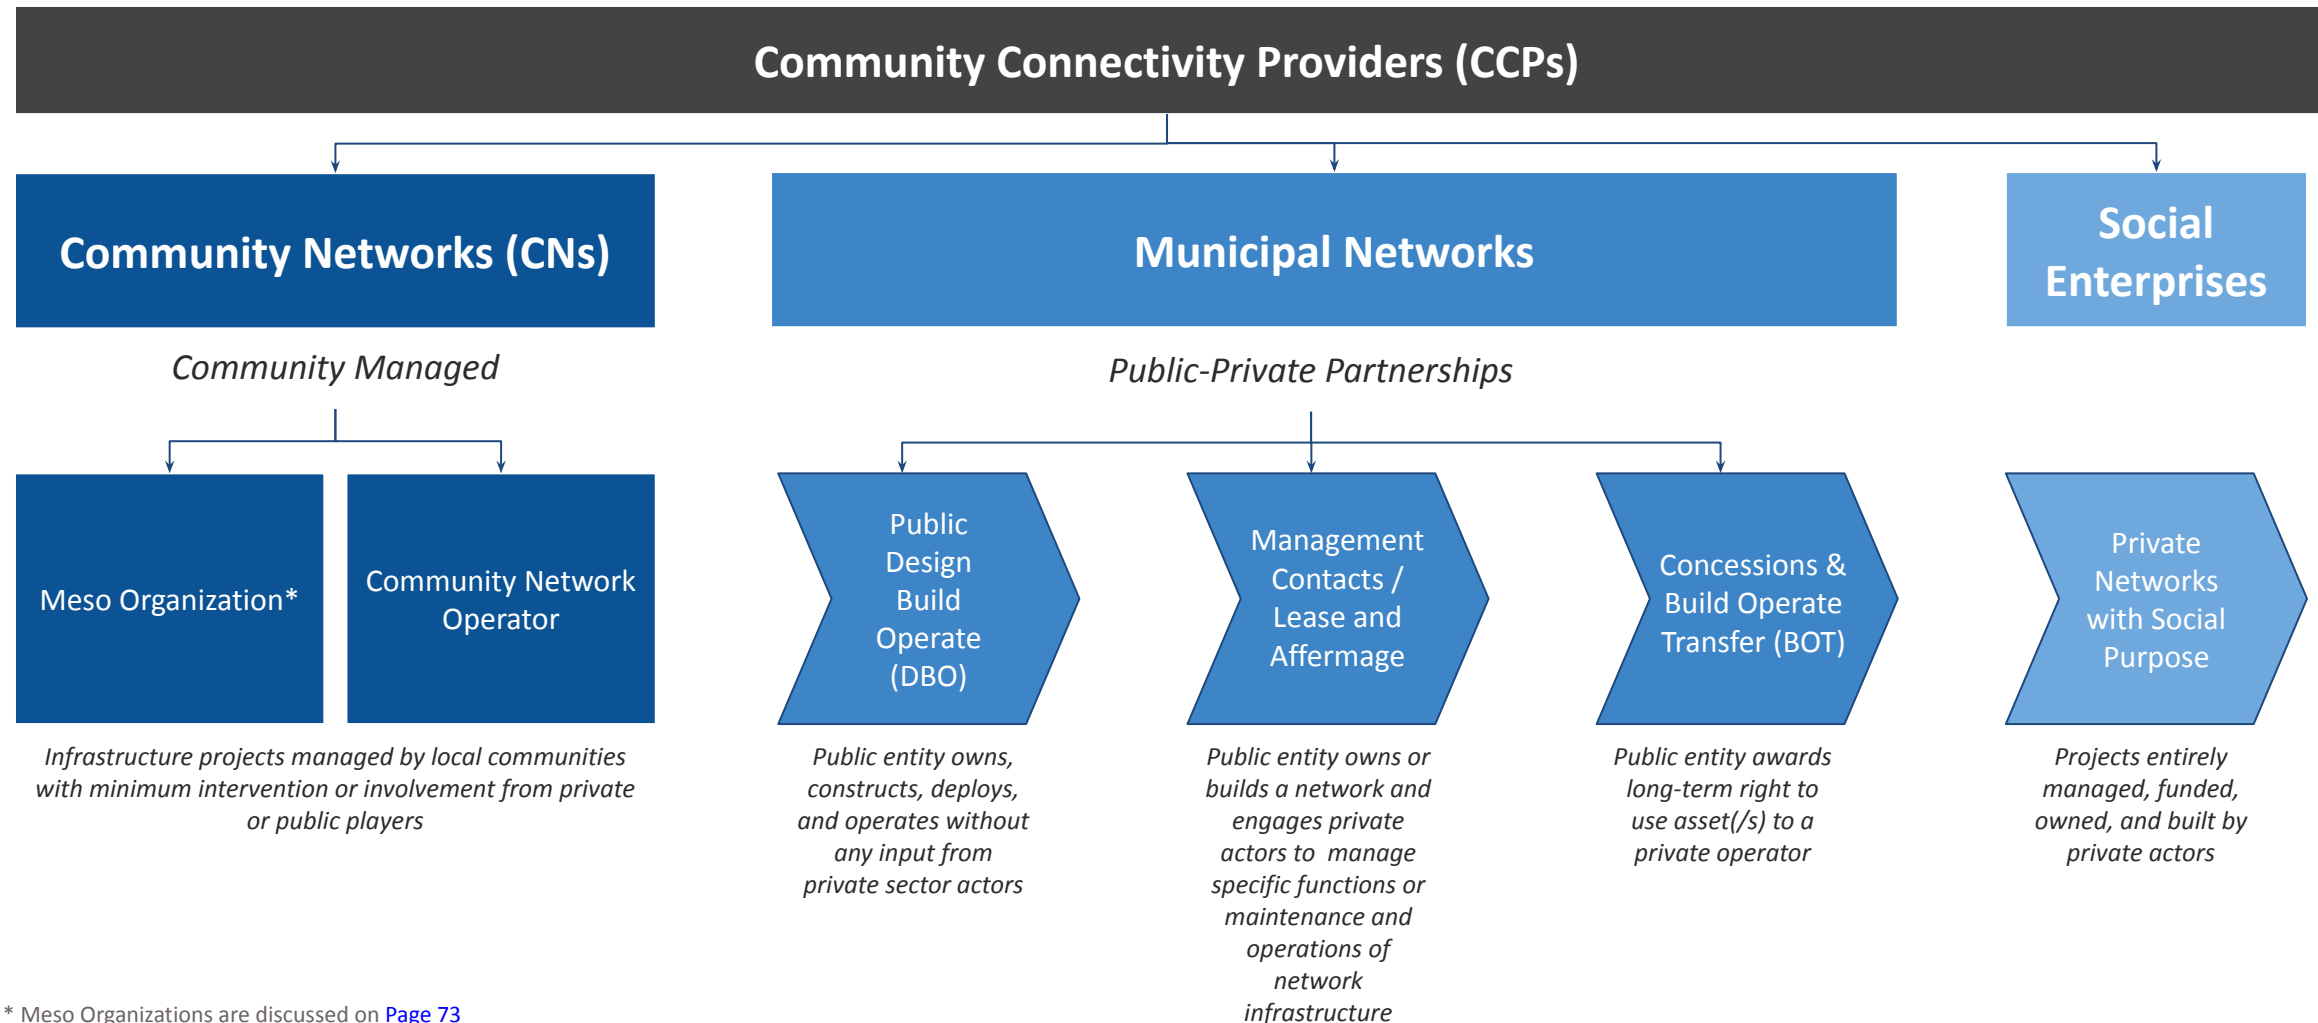 Community Connectivity Providers (CCPs)
Community Networks (CNs)
Municipal Networks
Social
Enterprises
Community Managed
Public-Private Partnerships
Meso Organization*
Community Network
Operator
Public
Design
Build
Operate
(DBO)
Management
Contacts /
Lease and
Affermage
Concessions &
Build Operate
Transfer (BOT)
Private
Networks
with Social
Purpose
Infrastructure projects managed by local communities
with minimum intervention or involvement from private
or public players
Public entity owns,
constructs, deploys,
and operates without
any input from
private sector actors
Public entity owns or
builds a network and
engages private
actors to  manage
specific functions or
maintenance and
operations of
network
infrastructure
Public entity awards
long-term right to
use asset(/s) to a
private operator
Projects entirely
managed, funded,
owned, and built by
private actors
* Meso Organizations are discussed on Page 73